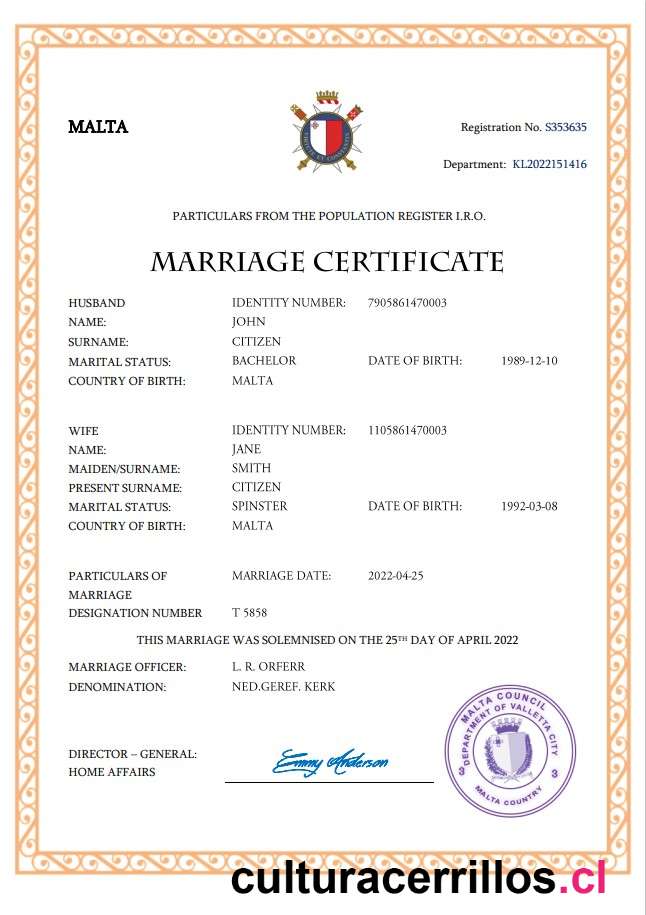 MALTA
Registration No. S353635
Department: KL2022151416
PARTICULARS FROM THE POPULATION REGISTER I.R.O.
MARRIAGE CERTIFICATE
HUSBAND IDENTITY NUMBER: 7905861470003
NAME: JOHN
SURNAME: CITIZEN
MARITAL STATUS: BACHELOR DATE OF BIRTH: 1989-12-10
COUNTRY OF BIRTH: MALTA
WIFE IDENTITY NUMBER: 1105861470003
NAME: JANE
MAIDEN/SURNAME: SMITH
PRESENT SURNAME: CITIZEN
MARITAL STATUS: SPINSTER DATE OF BIRTH: 1992-03-08
COUNTRY OF BIRTH: MALTA
PARTICULARS OF MARRIAGE DATE: 2022-04-25
MARRIAGE
DESIGNATION NUMBER T 5858
THIS MARRIAGE WAS SOLEMNISED ON THE 25TH DAY OF APRIL 2022
MARRIAGE OFFICER: L. R. ORFERR
DENOMINATION: NED.GEREF. KERK
DIRECTOR – GENERAL:
HOME AFFAIRS
Emmy Anderson
MALTA COUNCIL
DEPARTMENT OF VALLETTA CITY
3 3
MALTA COUNTRY
culturacerrillos.cl